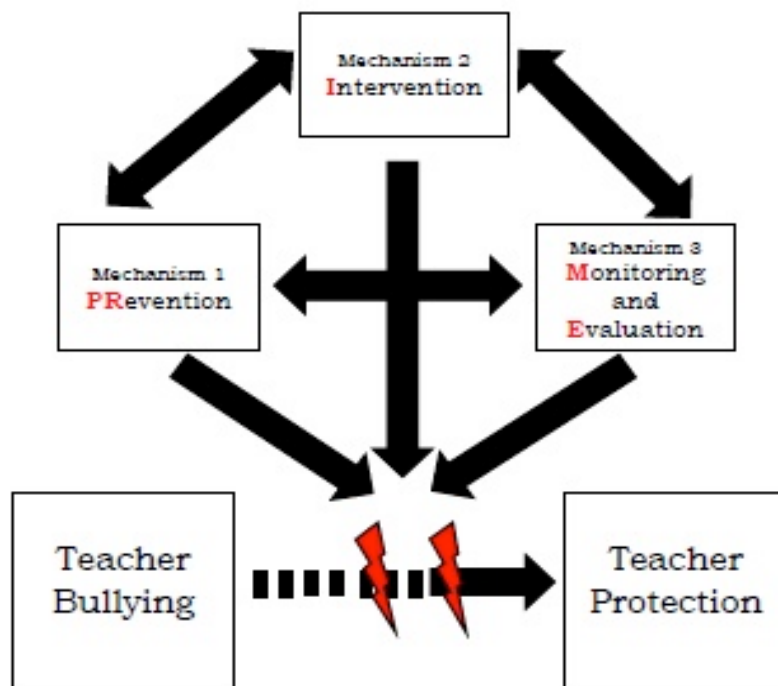 Mechanism 2
Intervention
Mechanism 1
PRevention
Mechanism 3
Monitoring
and
Evaluation
Teacher
Bullying
Teacher
Protection